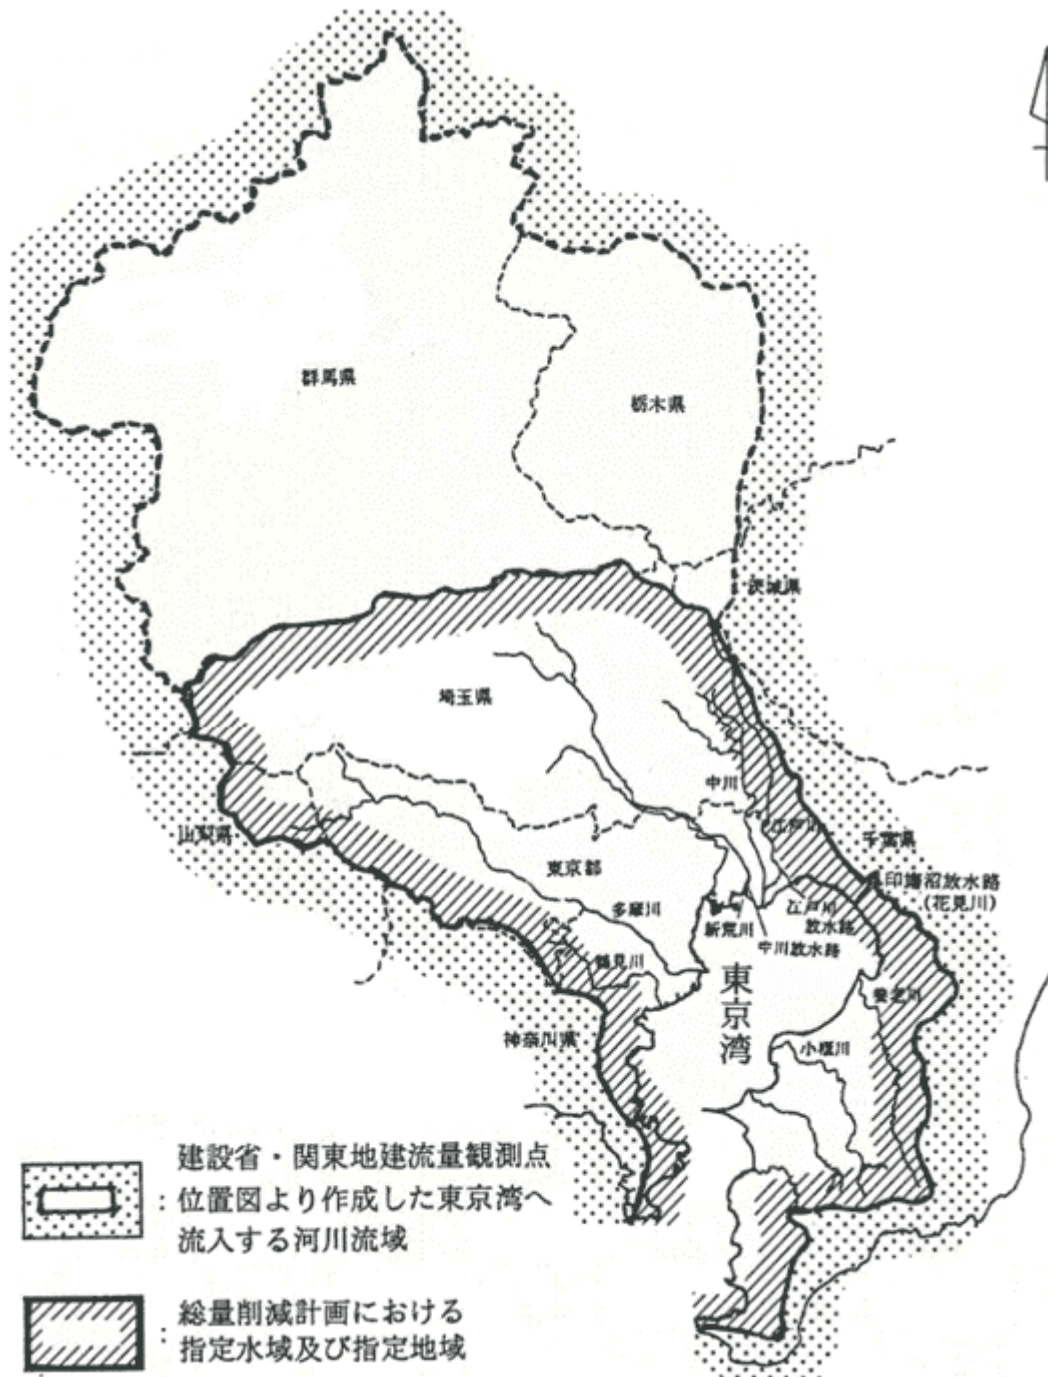 群馬県
栃木県
茨城県
埼玉県
中川
江戸川
山梨県
千葉県
東京都
印旛沼放水路
(花見川)
多摩川
江戸川
放水路
新荒川
中川放水路
鶴見川
東京湾
養老川
神奈川県
小櫃川
建設省・関東地建流量観測点
: 位置図より作成した東京湾へ
流入する河川流域
: 総量削減計画における
指定水域及び指定地域